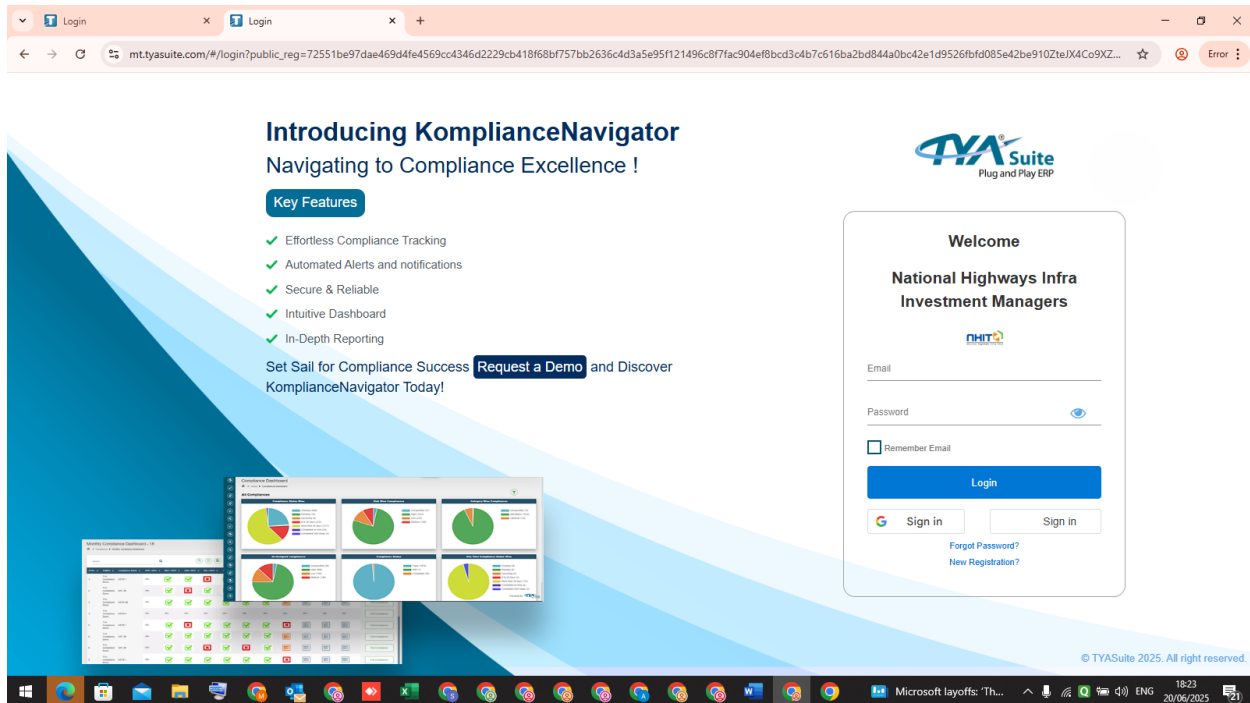 Login
Login
mt.tyasuite.com/#/login?public_reg=72551be97dae469d4fe4569cc4346d2229cb418f68bf757bb2636c4d3a5e95f121496c8f7fac904ef8bcd3c4b7c616ba2bd844a0bc42e1d9526fbfd085e42be910ZteJX4Co9XZ...
Error
Introducing KomplianceNavigator
Navigating to Compliance Excellence !
Key Features
Effortless Compliance Tracking
Automated Alerts and notifications
Secure & Reliable
Intuitive Dashboard
In-Depth Reporting
Set Sail for Compliance Success Request a Demo and Discover
KomplianceNavigator Today!
Compliance Dashboard
All Compliances
Monthly Compliance Dashboard - 18
TYASuite
Plug and Play ERP
Welcome
National Highways Infra
Investment Managers
NHIT
Email
Password
Remember Email
Login
Sign in
Sign in
Forgot Password?
New Registration?
© TYASuite 2025. All right reserved.
Microsoft layoffs: 'Th...
ENG
18:23
20/06/2025
21